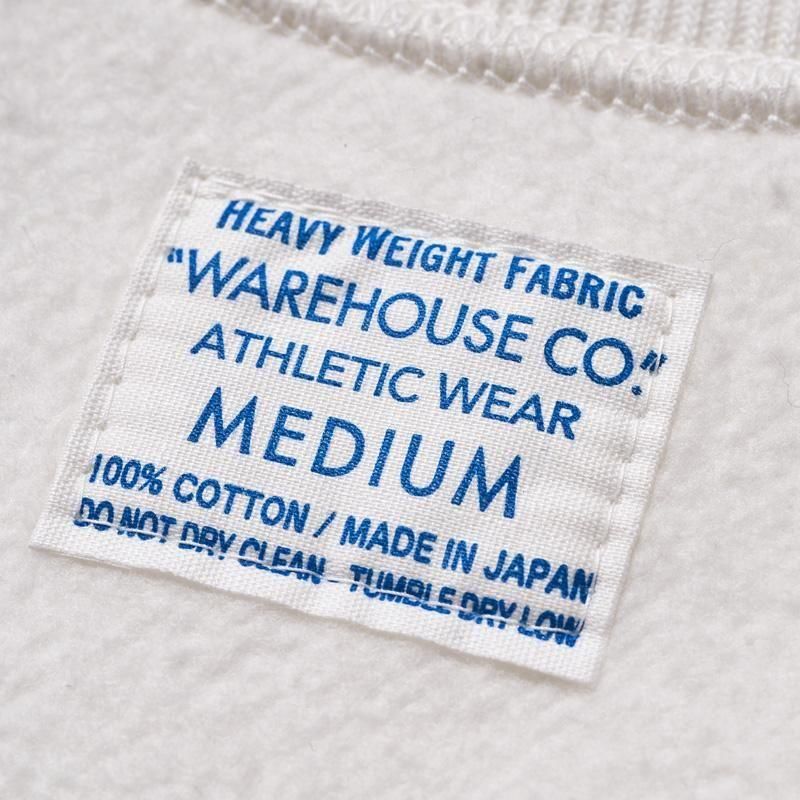 HEAVY WEIGHT FABRIC
"WAREHOUSE CO."
ATHLETIC WEAR
MEDIUM
100% COTTON / MADE IN JAPAN
DO NOT DRY CLEAN - TUMBLE DRY LOW